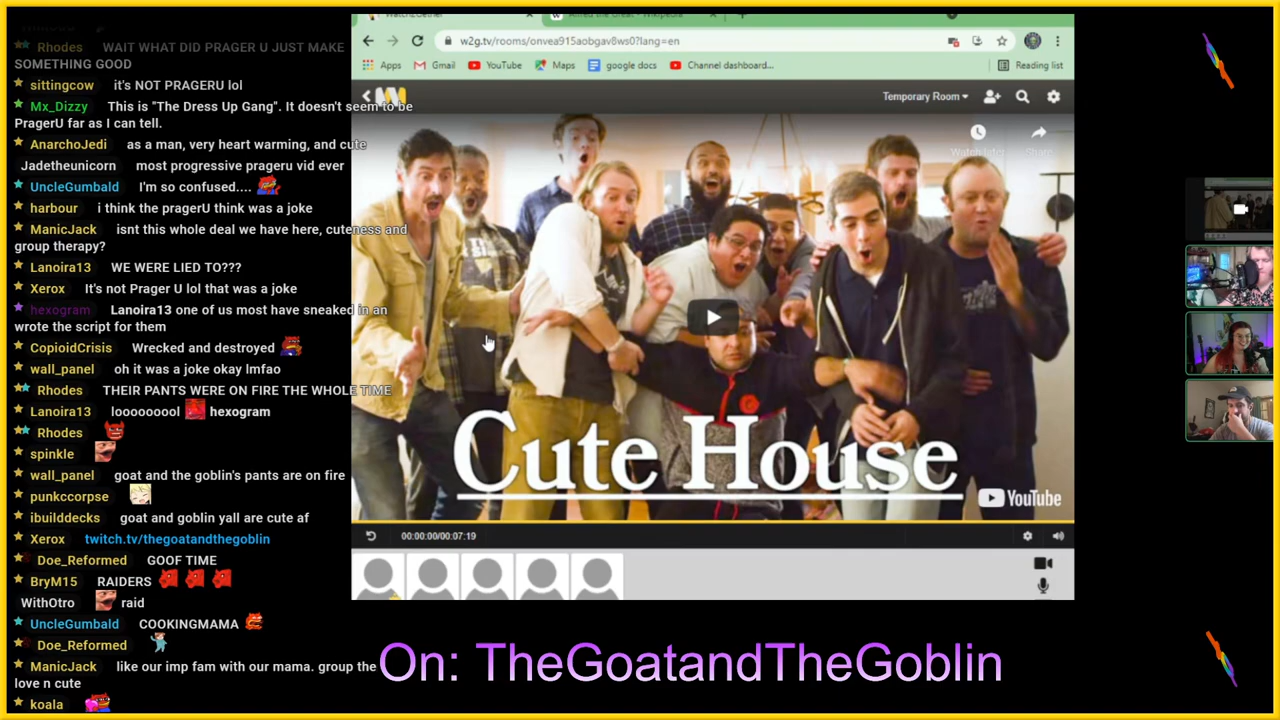 Rhodes WAIT WHAT DID PRAGER U JUST MAKE
SOMETHING GOOD
sittingcow it's NOT PRAGERU lol
Mx_Dizzy This is "The Dress Up Gang". It doesn't seem to be
PragerU far as I can tell.
AnarchoJedi as a man, very heart warming, and cute
Jadetheunicorn most progressive prageru vid ever
UncleGumbald I'm so confused....
harbour i think the pragerU think was a joke
ManicJack isnt this whole deal we have here, cuteness and
group therapy?
Lanoira13 WE WERE LIED TO???
Xerox It's not Prager U lol that was a joke
hexogram Lanoira13 one of us most have sneaked in an
wrote the script for them
CopioidCrisis Wrecked and destroyed
wall_panel oh it was a joke okay lmfao
Rhodes THEIR PANTS WERE ON FIRE THE WHOLE TIME
Lanoira13 looooooool hexogram
Rhodes
spinkle
wall_panel goat and the goblin's pants are on fire
punkccorpse
ibuilddecks goat and goblin yall are cute af
Xerox twitch.tv/thegoatandthegoblin
Doe_Reformed GOOF TIME
BryM15 RAIDERS
WithOtro raid
UncleGumbald COOKINGMAMA
Doe_Reformed
ManicJack like our imp fam with our mama. group the
love n cute
koala
w2g.tv/rooms/onvea915aobgav8ws0?lang=en
Apps Gmail YouTube Maps google docs Channel dashboard... Reading list
Temporary Room
Watch later Share
Cute House
YouTube
00:00:00/00:07:19
On: TheGoatandTheGoblin